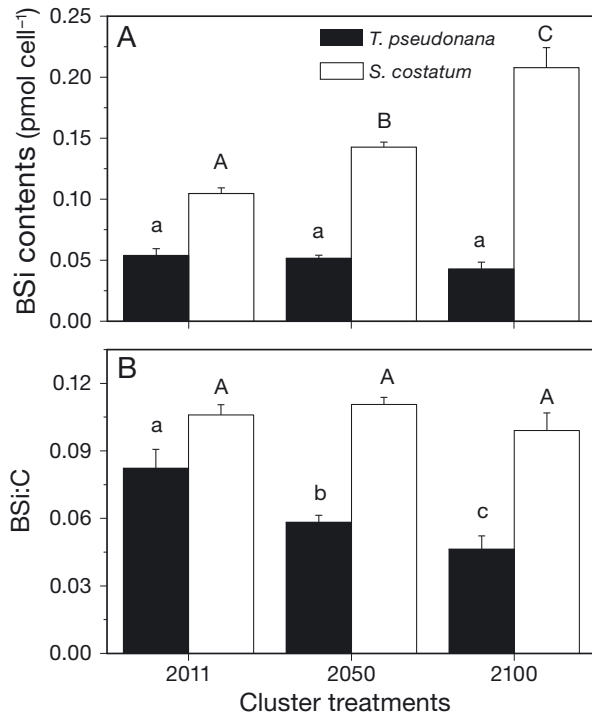 A
T. pseudonana
S. costatum
BSi contents (pmol cell⁻¹)
0.25
0.20
0.15
0.10
0.05
0.00
a
A
a
B
a
C
B
BSi:C
0.12
0.09
0.06
0.03
0.00
a
A
b
A
c
A
2011 2050 2100
Cluster treatments